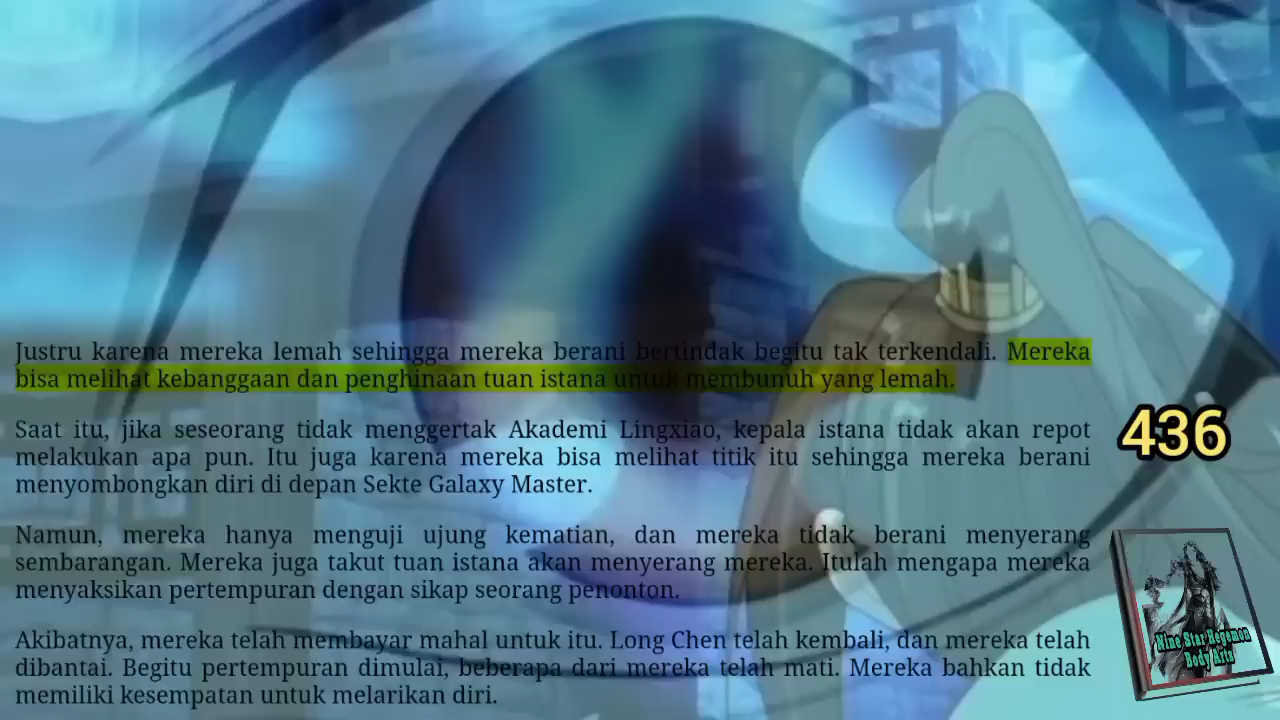 Justru karena mereka lemah sehingga mereka berani bertindak begitu tak terkendali. Mereka
bisa melihat kebanggaan dan penghinaan tuan istana untuk membunuh yang lemah.
Saat itu, jika seseorang tidak menggertak Akademi Lingxiao, kepala istana tidak akan repot
melakukan apa pun. Itu juga karena mereka bisa melihat titik itu sehingga mereka berani
menyombongkan diri di depan Sekte Galaxy Master.
Namun, mereka hanya menguji ujung kematian, dan mereka tidak berani menyerang
sembarangan. Mereka juga takut tuan istana akan menyerang mereka. Itulah mengapa mereka
menyaksikan pertempuran dengan sikap seorang penonton.
Akibatnya, mereka telah membayar mahal untuk itu. Long Chen telah kembali, dan mereka telah
dibantai. Begitu pertempuran dimulai, beberapa dari mereka telah mati. Mereka bahkan tidak
memiliki kesempatan untuk melarikan diri.
436
Nine Star Hegemon
Body Arts